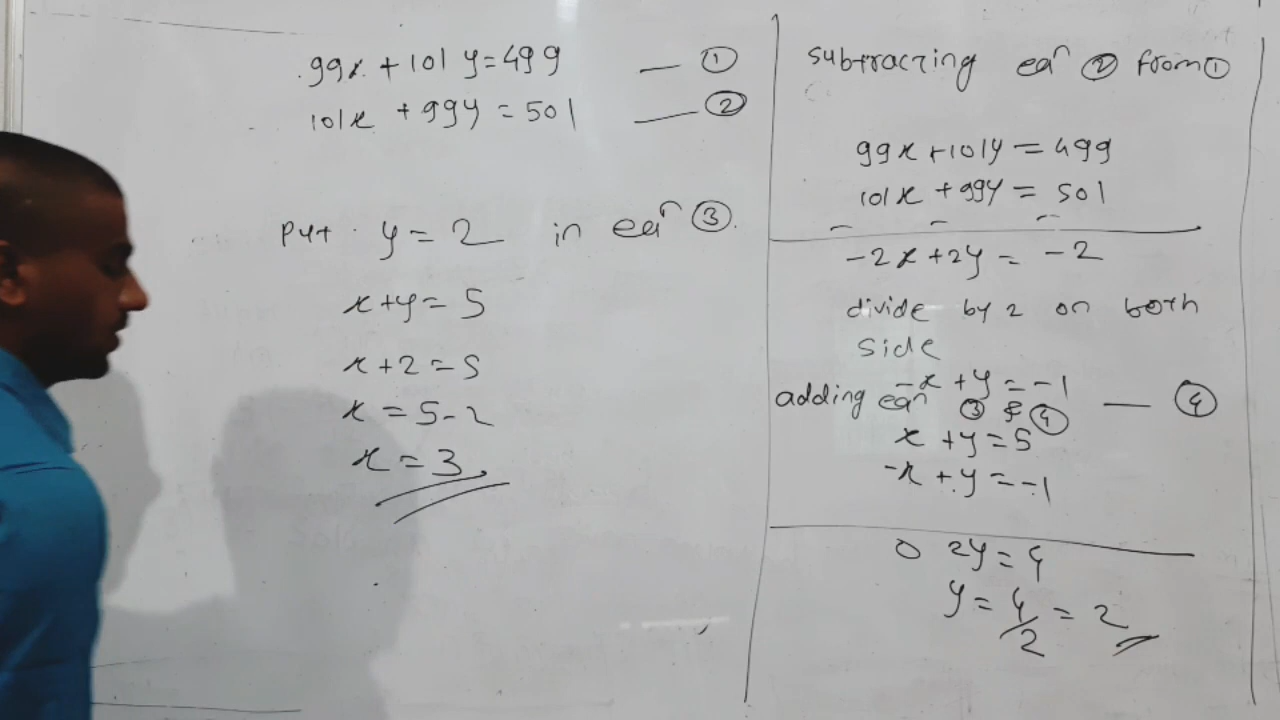 99x + 101 y = 499 — ①
101x + 99y = 501 — ②
Put y = 2 in eqn ③.
x + y = 5
x + 2 = 5
x = 5 - 2
x = 3
subtracting eqn ② from ①
99x + 101y = 499
101x + 99y = 501
- - -
-2x + 2y = -2
divide by 2 on both
side
-x + y = -1 — ④
adding eqn ③ & ④
x + y = 5
-x + y = -1
0 2y = 4
y = 4/2 = 2